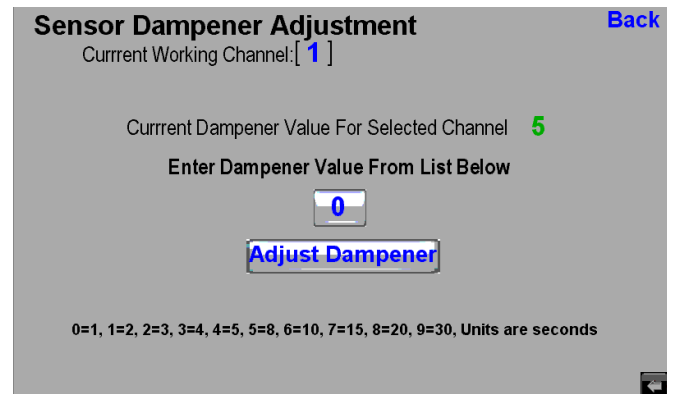 Sensor Dampener Adjustment
Back
Currrent Working Channel:[ 1 ]
Currrent Dampener Value For Selected Channel 5
Enter Dampener Value From List Below
0
Adjust Dampener
0=1, 1=2, 2=3, 3=4, 4=5, 5=8, 6=10, 7=15, 8=20, 9=30, Units are seconds